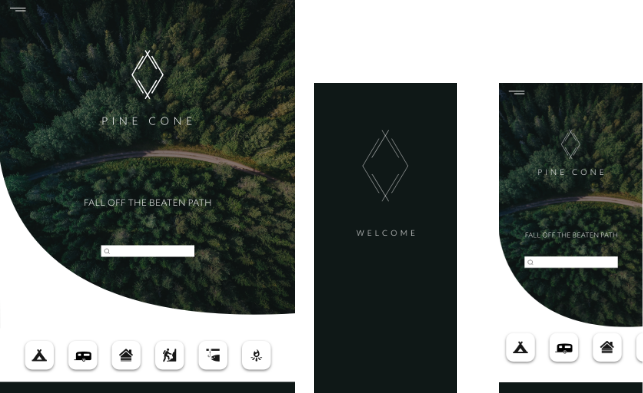 PINE CONE
FALL OFF THE BEATEN PATH
WELCOME
PINE CONE
FALL OFF THE BEATEN PATH